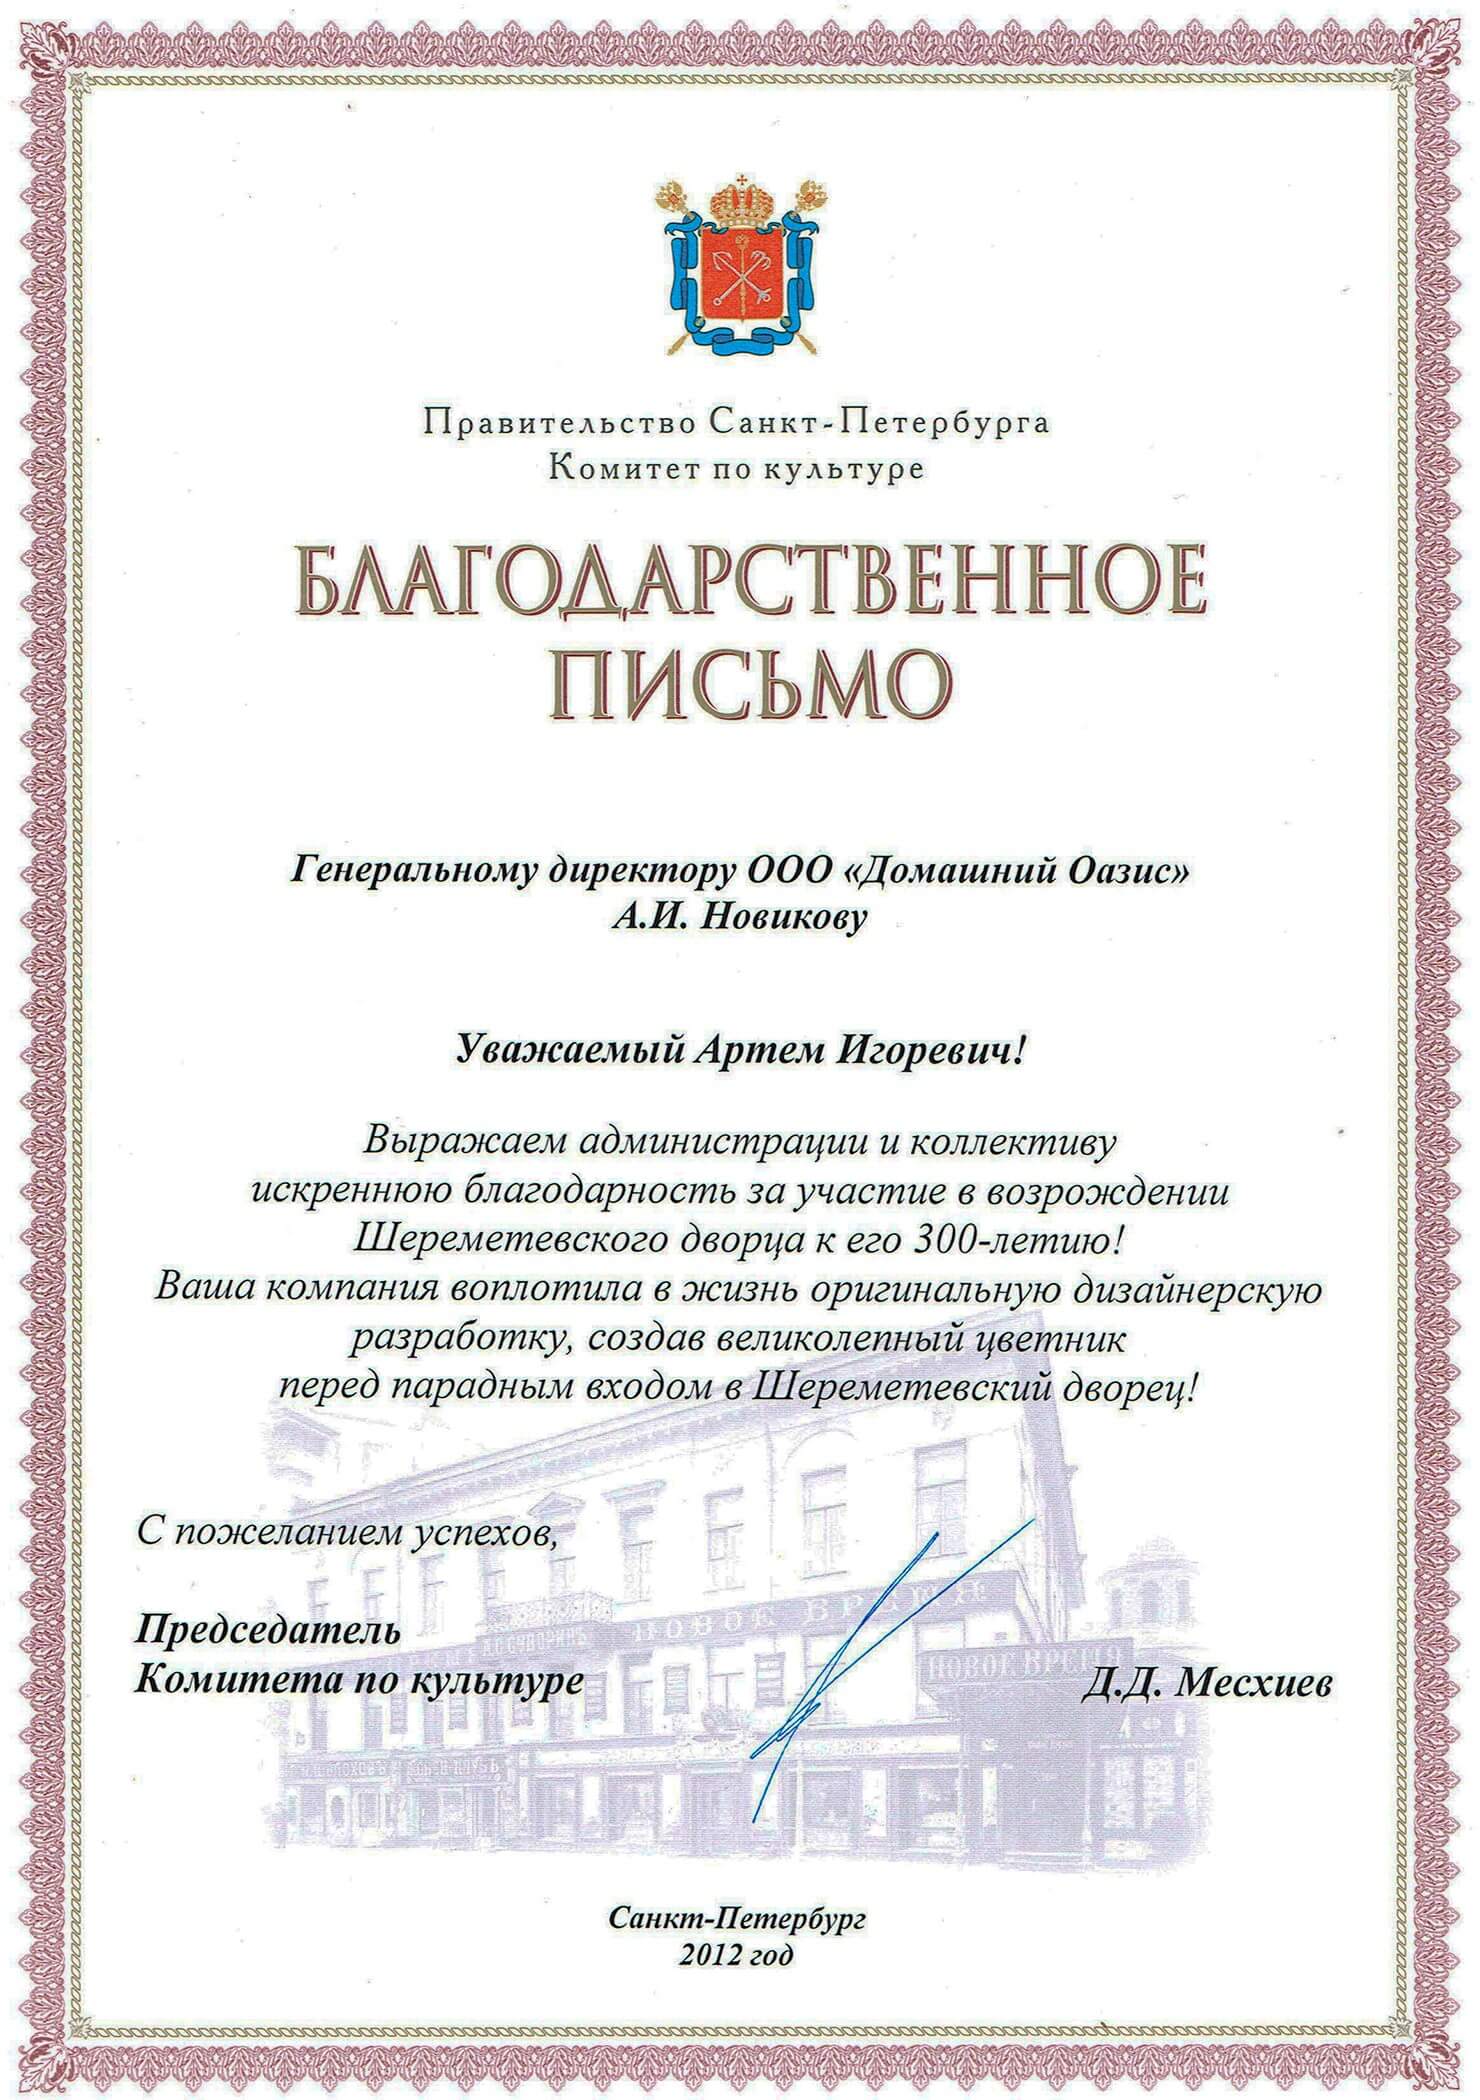 Правительство Санкт-Петербурга
Комитет по культуре
БЛАГОДАРСТВЕННОЕ
ПИСЬМО
Генеральному директору ООО «Домашний Оазис»
А.И. Новикову
Уважаемый Артем Игоревич!
Выражаем администрации и коллективу
искреннюю благодарность за участие в возрождении
Шереметевского дворца к его 300-летию!
Ваша компания воплотила в жизнь оригинальную дизайнерскую
разработку, создав великолепный цветник
перед парадным входом в Шереметевский дворец!
С пожеланием успехов,
НОВОЕ ВРЕМЯ
Председатель
А.С. СУВОРИНЪ
НОВОЕ ВРЕМЯ
Комитета по культуре
Д.Д. Месхиев
Санкт-Петербург
2012 год